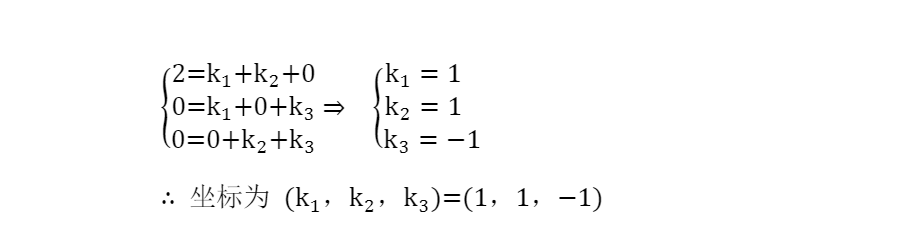 2=k₁+k₂+0 k₁ = 1
0=k₁+0+k₃ ⇒ k₂ = 1
0=0+k₂+k₃ k₃ = −1
∴ 坐标为 (k₁，k₂，k₃)=(1，1，−1)